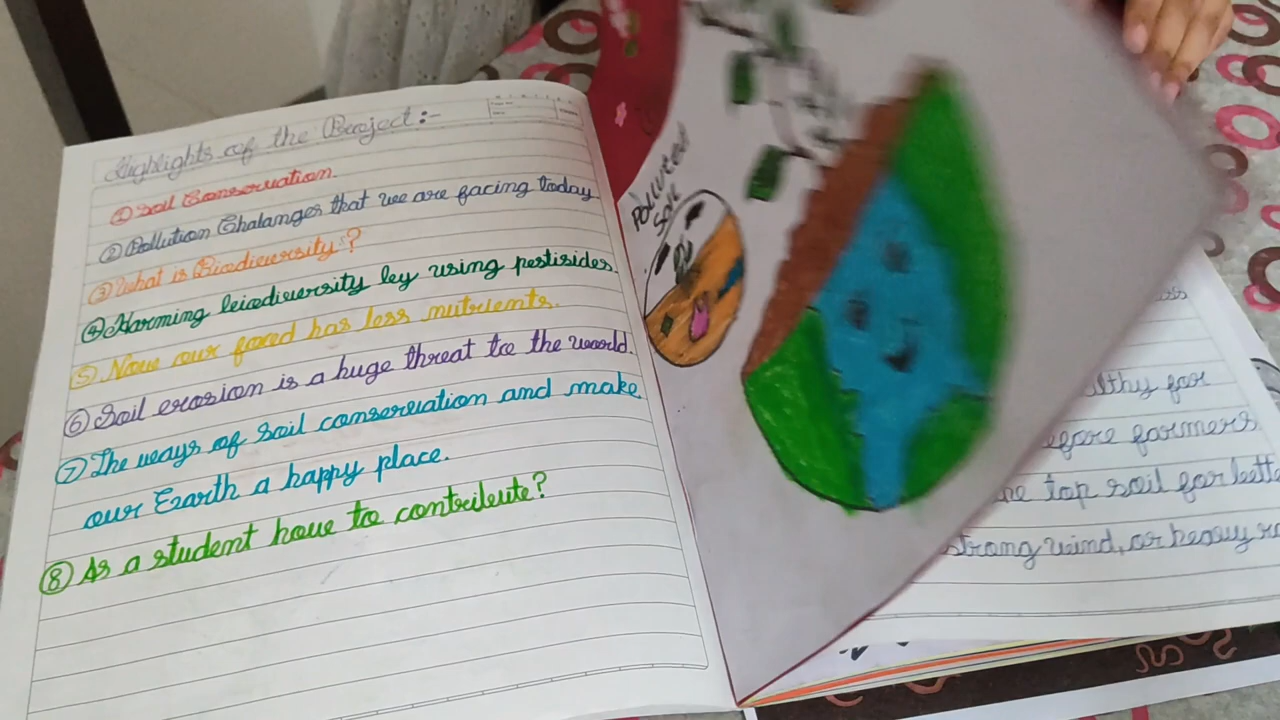 Highlights of the Project:-
① Soil Conservation.
② Pollution Chalanges that we are facing today
③ What is Biodiversity?
④ Harming biodiversity by using pestisides.
⑤ Now our food has less nutrients.
⑥ Soil erosion is a huge threat to the world.
⑦ The ways of soil conservation and make
our Earth a happy place.
⑧ As a student how to contribute?
Polluted
Soil
althy for
efore farmers
top soil for
strong wind, or heavy